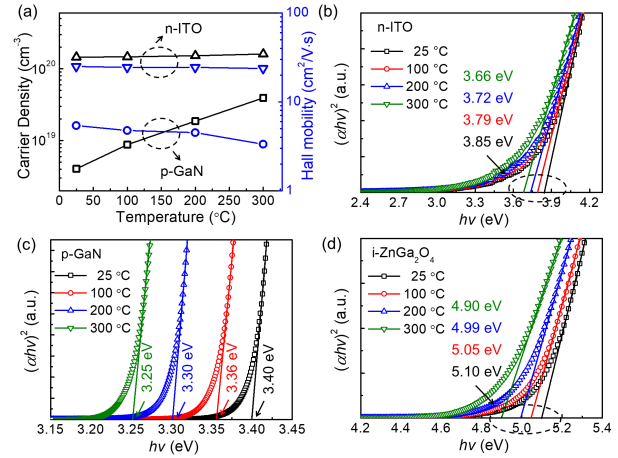 (a)
n-ITO
p-GaN
Carrier Density (cm⁻³)
10²⁰
10¹⁹
0 50 100 150 200 250 300
Temperature (°C)
100
10
1
Hall mobility (cm²/V·s)
(b)
n-ITO
25 °C
100 °C
200 °C
300 °C
3.66 eV
3.72 eV
3.79 eV
3.85 eV
(αhν)² (a.u.)
2.4 2.7 3.0 3.3 3.6 3.9 4.2
hν (eV)
(c)
p-GaN
25 °C
100 °C
200 °C
300 °C
3.25 eV
3.30 eV
3.36 eV
3.40 eV
(αhν)² (a.u.)
3.15 3.20 3.25 3.30 3.35 3.40 3.45
hν (eV)
(d)
i-ZnGa₂O₄
25 °C
100 °C
200 °C
300 °C
4.90 eV
4.99 eV
5.05 eV
5.10 eV
(αhν)² (a.u.)
4.2 4.4 4.6 4.8 5.0 5.2 5.4
hν (eV)